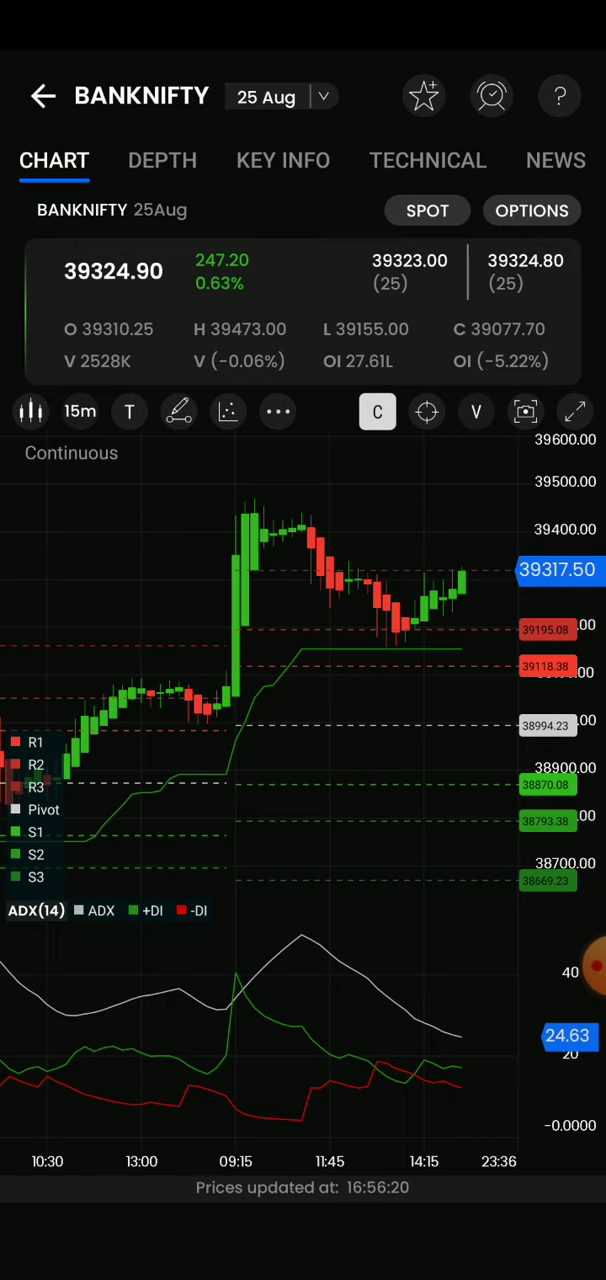 BANKNIFTY 25 Aug
?
CHART DEPTH KEY INFO TECHNICAL NEWS
BANKNIFTY 25Aug SPOT OPTIONS
39324.90 247.20 39323.00 39324.80
0.63% (25) (25)
O 39310.25 H 39473.00 L 39155.00 C 39077.70
V 2528K V (-0.06%) OI 27.61L OI (-5.22%)
15m T C V
39600.00
Continuous
39500.00
39400.00
39317.50
39195.08
39118.38
38994.23
R1
R2
38900.00
38870.08
R3
Pivot
38793.38
S1
S2
38700.00
S3
38669.23
ADX(14) ADX +DI -DI
40
24.63
20
-0.0000
10:30 13:00 09:15 11:45 14:15 23:36
Prices updated at: 16:56:20